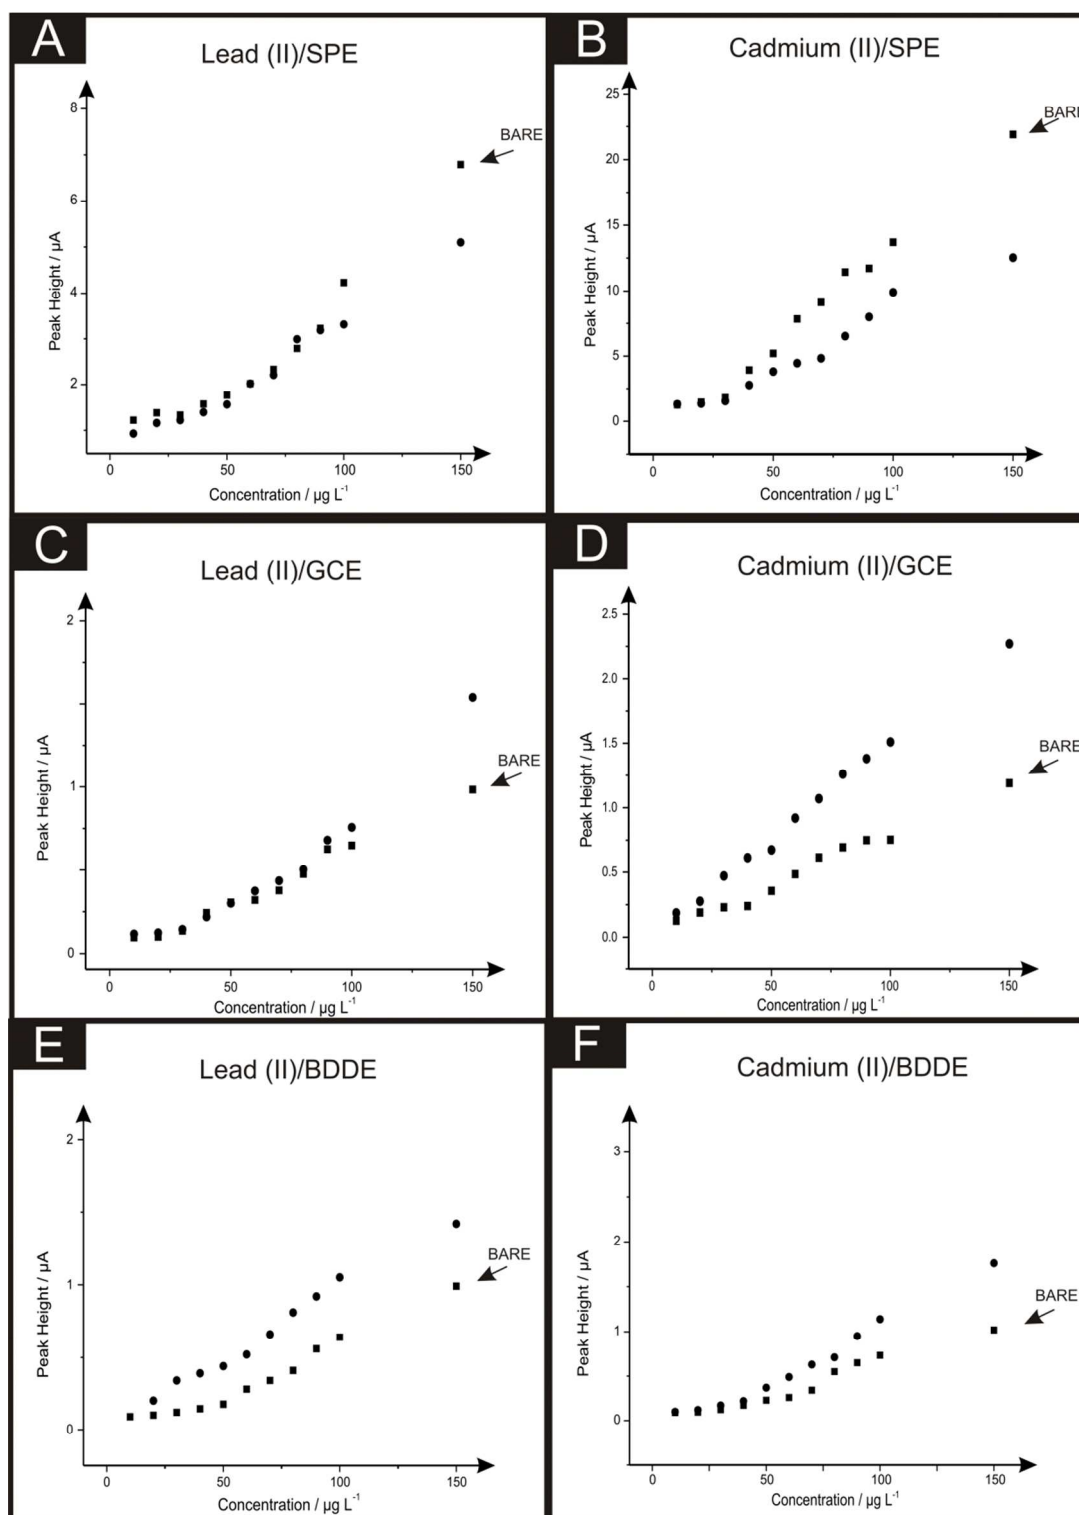 A
Lead (II)/SPE
8
6
4
2
Peak Height / µA
BARE
0
50
100
150
Concentration / µg L⁻¹
B
Cadmium (II)/SPE
25
20
15
10
5
0
Peak Height / µA
BARE
0
50
100
150
Concentration / µg L⁻¹
C
Lead (II)/GCE
2
1
0
Peak Height / µA
BARE
0
50
100
150
Concentration / µg L⁻¹
D
Cadmium (II)/GCE
2.5
2.0
1.5
1.0
0.5
0.0
Peak Height / µA
BARE
0
50
100
150
Concentration / µg L⁻¹
E
Lead (II)/BDDE
2
1
0
Peak Height / µA
BARE
0
50
100
150
Concentration / µg L⁻¹
F
Cadmium (II)/BDDE
3
2
1
0
Peak Height / µA
BARE
0
50
100
150
Concentration / µg L⁻¹